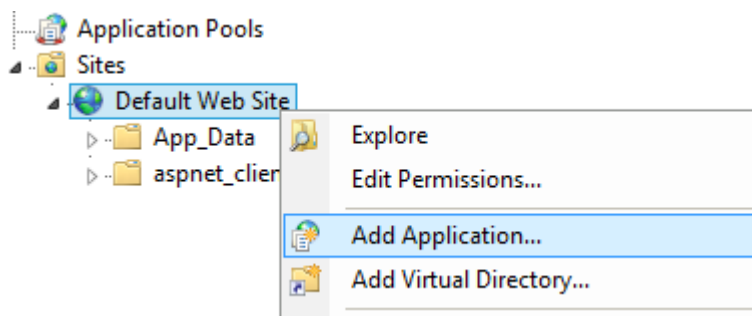 Application Pools
Sites
Default Web Site
App_Data
Explore
aspnet_clien
Edit Permissions...
Add Application...
Add Virtual Directory...